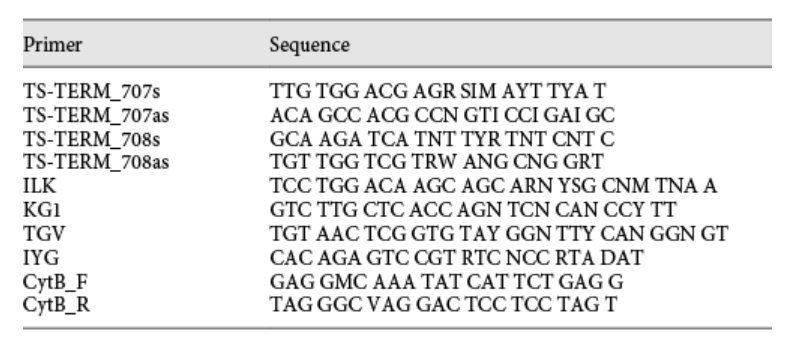 Primer Sequence
TS-TERM_707s TTG TGG ACG AGR SIM AYT TYA T
TS-TERM_707as ACA GCC ACG CCN GTI CCI GAI GC
TS-TERM_708s GCA AGA TCA TNT TYR TNT CNT C
TS-TERM_708as TGT TGG TCG TRW ANG CNG GRT
ILK TCC TGG ACA AGC AGC ARN YSG CNM TNA A
KG1 GTC TTG CTC ACC AGN TCN CAN CCY TT
TGV TGT AAC TCG GTG TAY GGN TTY CAN GGN GT
IYG CAC AGA GTC CGT RTC NCC RTA DAT
CytB_F GAG GMC AAA TAT CAT TCT GAG G
CytB_R TAG GGC VAG GAC TCC TCC TAG T